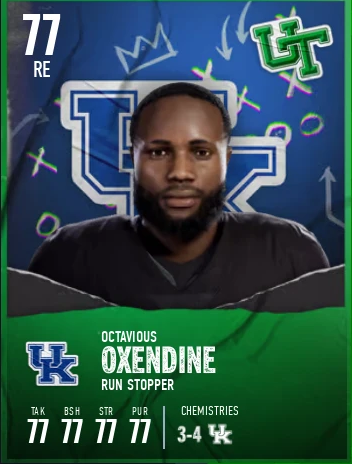 77
RE
UT
UK
OCTAVIOUS
OXENDINE
RUN STOPPER
UK
TAK BSH STR PUR
77 77 77 77
CHEMISTRIES
3-4 UK